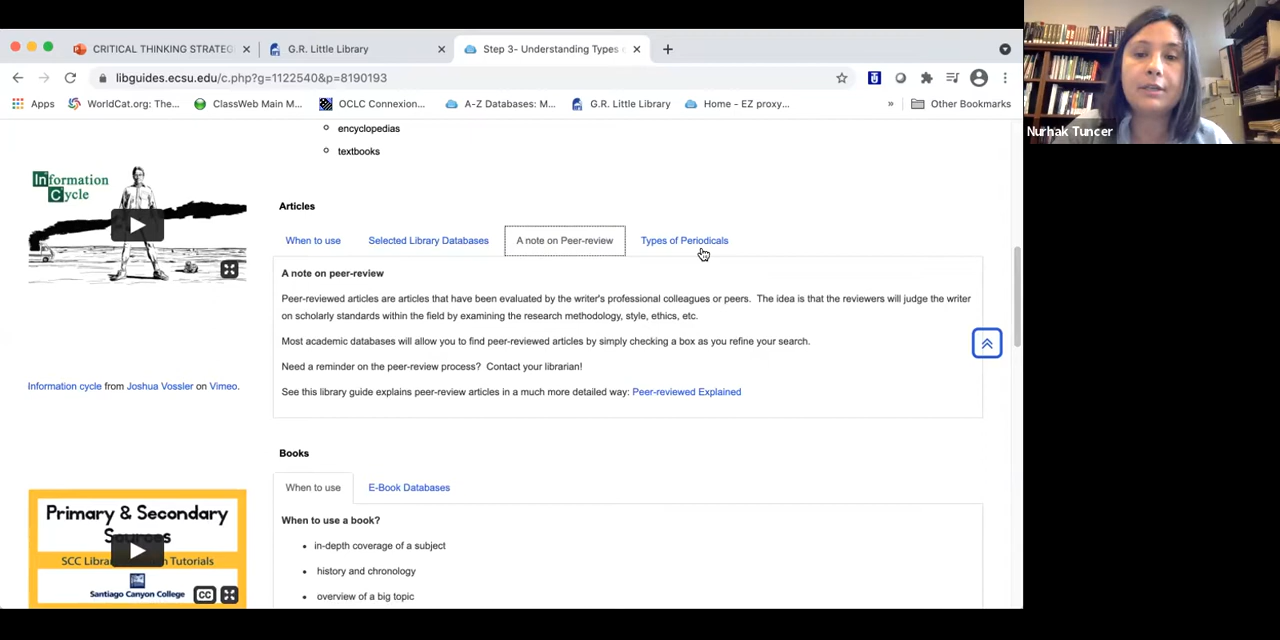 CRITICAL THINKING STRATEG
G.R. Little Library
Step 3- Understanding Types
libguides.ecsu.edu/c.php?g=1122540&p=8190193
Apps
WorldCat.org: The...
ClassWeb Main M...
OCLC Connexion...
A-Z Databases: M...
G.R. Little Library
Home - EZ proxy...
»
Other Bookmarks
Nurhak Tuncer
encyclopedias
textbooks
Information
Cycle
Information cycle from Joshua Vossler on Vimeo.
Articles
When to use
Selected Library Databases
A note on Peer-review
Types of Periodicals
A note on peer-review
Peer-reviewed articles are articles that have been evaluated by the writer's professional colleagues or peers. The idea is that the reviewers will judge the writer
on scholarly standards within the field by examining the research methodology, style, ethics, etc.
Most academic databases will allow you to find peer-reviewed articles by simply checking a box as you refine your search.
Need a reminder on the peer-review process? Contact your librarian!
See this library guide explains peer-review articles in a much more detailed way: Peer-reviewed Explained
Books
When to use
E-Book Databases
When to use a book?
in-depth coverage of a subject
history and chronology
overview of a big topic
Primary & Secondary
Sources
SCC Library Tutorials
Santiago Canyon College
CC